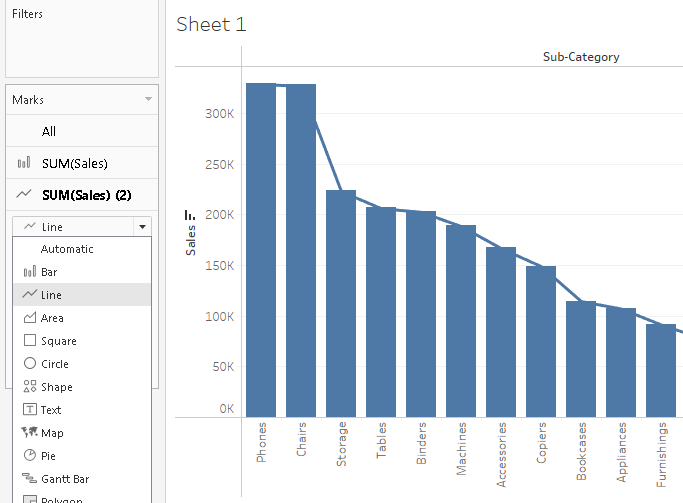 Filters
Marks
All
SUM(Sales)
SUM(Sales) (2)
Line
Automatic
Bar
Line
Area
Square
Circle
Shape
Text
Map
Pie
Gantt Bar
Polygon
Sheet 1
Sub-Category
Sales
300K
250K
200K
150K
100K
50K
0K
Phones
Chairs
Storage
Tables
Binders
Machines
Accessories
Copiers
Bookcases
Appliances
Furnishings